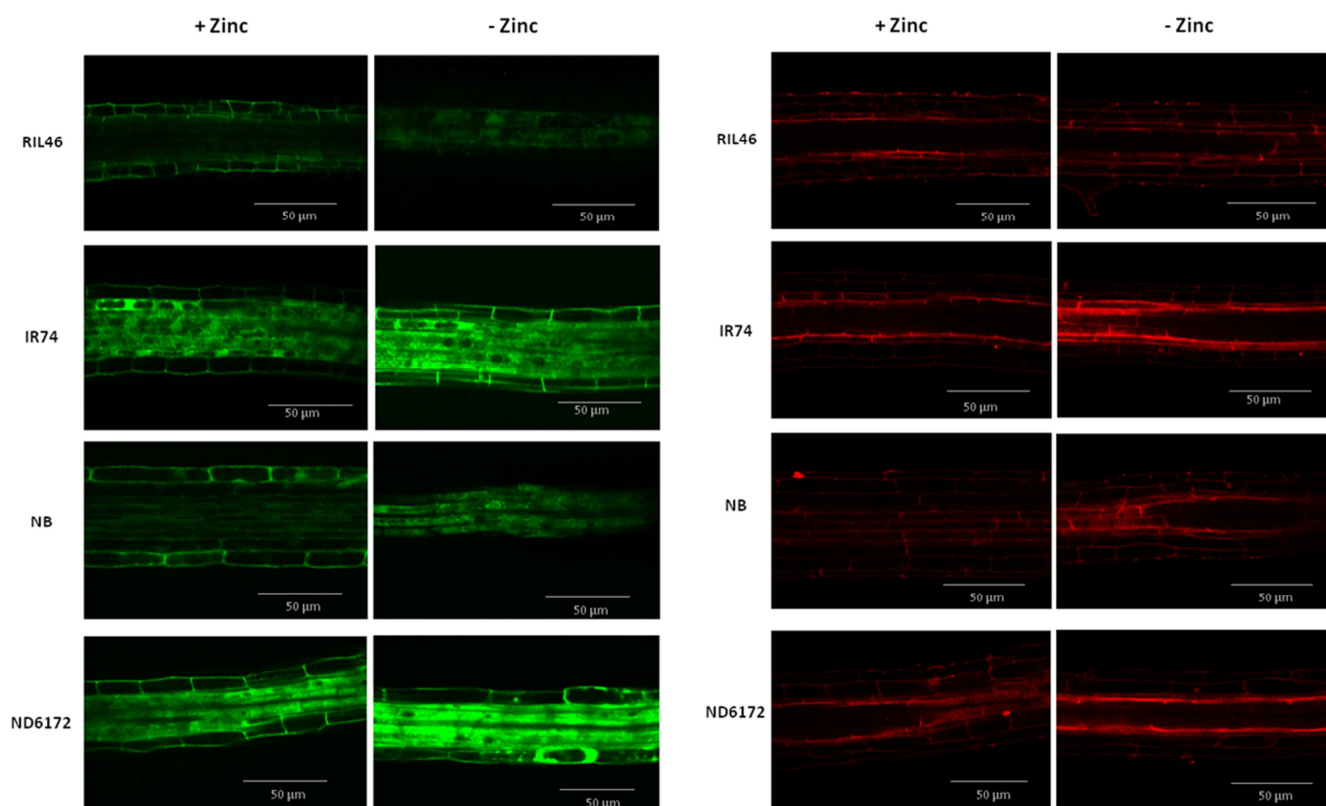 + Zinc - Zinc + Zinc - Zinc
RIL46 50 µm 50 µm RIL46 50 µm 50 µm
IR74 50 µm 50 µm IR74 50 µm 50 µm
NB 50 µm 50 µm NB 50 µm 50 µm
ND6172 50 µm 50 µm ND6172 50 µm 50 µm